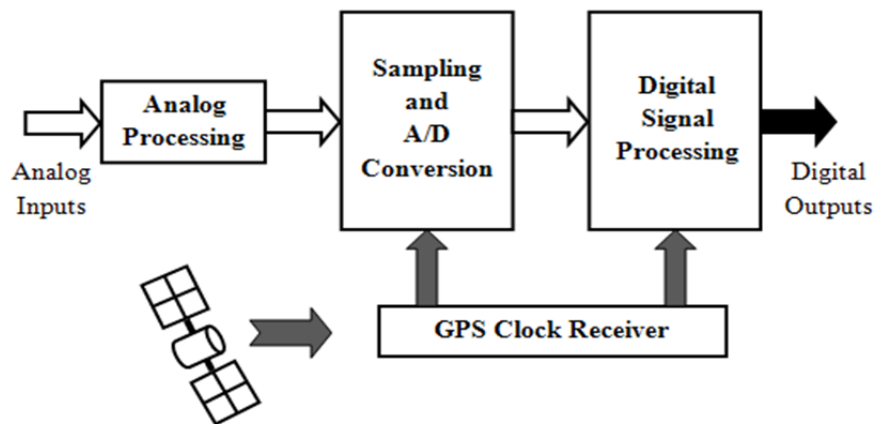 Analog
Inputs
Analog
Processing
Sampling
and
A/D
Conversion
Digital
Signal
Processing
Digital
Outputs
GPS Clock Receiver